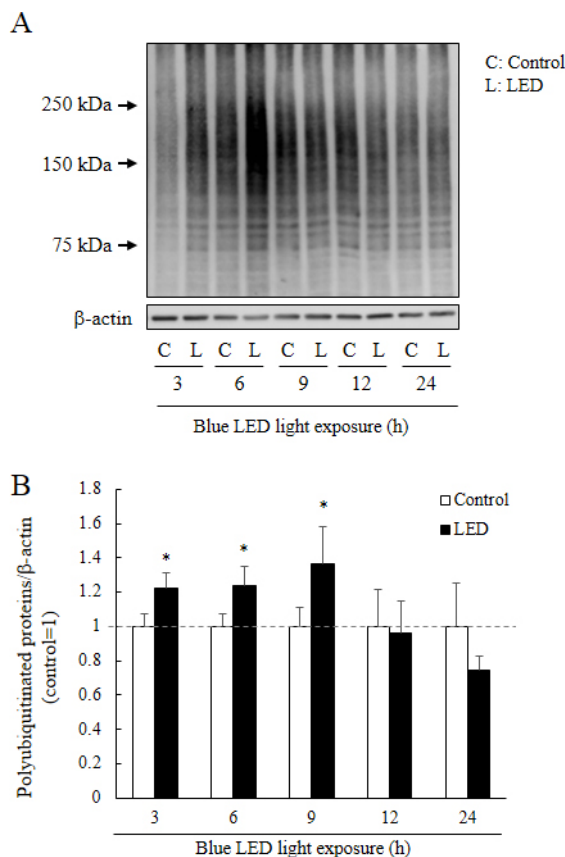 A
C: Control
L: LED
250 kDa
150 kDa
75 kDa
β-actin
C L C L C L C L C L
3 6 9 12 24
Blue LED light exposure (h)
B
Polyubiquitinated proteins/β-actin
(control=1)
1.8
1.6
1.4
1.2
1
0.8
0.6
0.4
0.2
0
* * *
Control
LED
3 6 9 12 24
Blue LED light exposure (h)